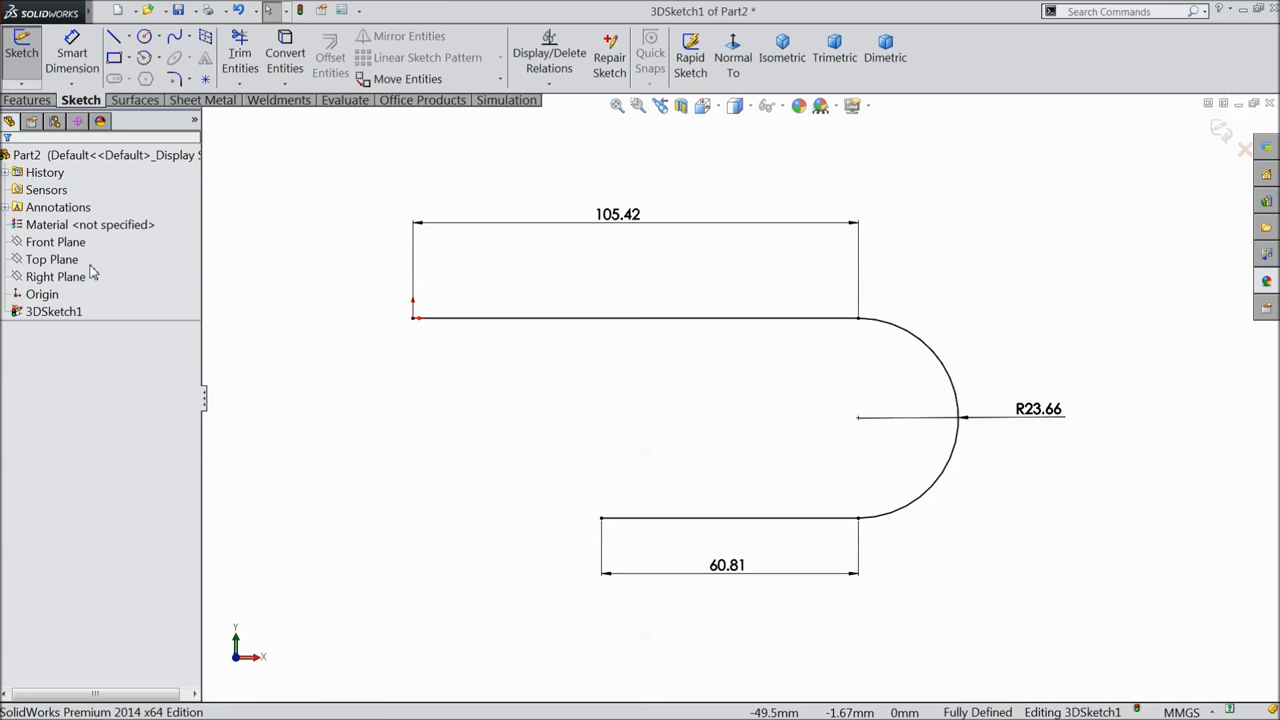 SOLIDWORKS
3DSketch1 of Part2 *
Search Commands
Sketch
Smart Dimension
Trim Entities
Convert Entities
Offset Entities
Mirror Entities
Linear Sketch Pattern
Move Entities
Display/Delete Relations
Repair Sketch
Quick Snaps
Rapid Sketch
Normal To
Isometric
Trimetric
Dimetric
Features
Sketch
Surfaces
Sheet Metal
Weldments
Evaluate
Office Products
Simulation
Part2 (Default<<Default>_Display S
History
Sensors
Annotations
Material <not specified>
Front Plane
Top Plane
Right Plane
Origin
3DSketch1
105.42
R23.66
60.81
Y
X
SolidWorks Premium 2014 x64 Edition
-49.5mm
-1.67mm
0mm
Fully Defined
Editing 3DSketch1
MMGS